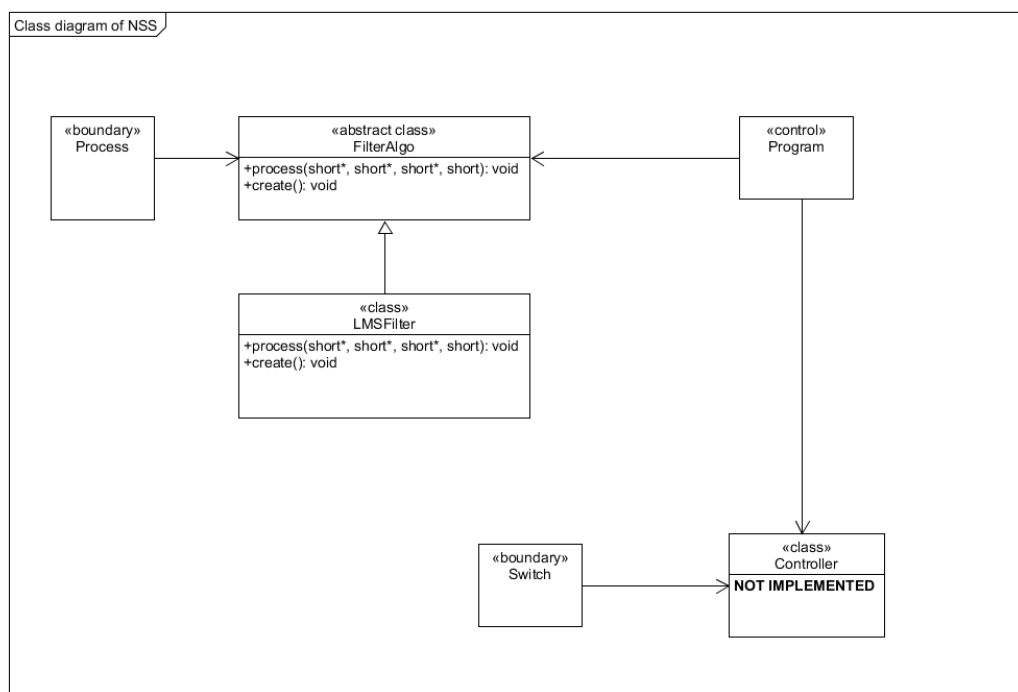 Class diagram of NSS
«boundary»
Process
«abstract class»
FilterAlgo
+process(short*, short*, short*, short): void
+create(): void
«control»
Program
«class»
LMSFilter
+process(short*, short*, short*, short): void
+create(): void
«boundary»
Switch
«class»
Controller
NOT IMPLEMENTED